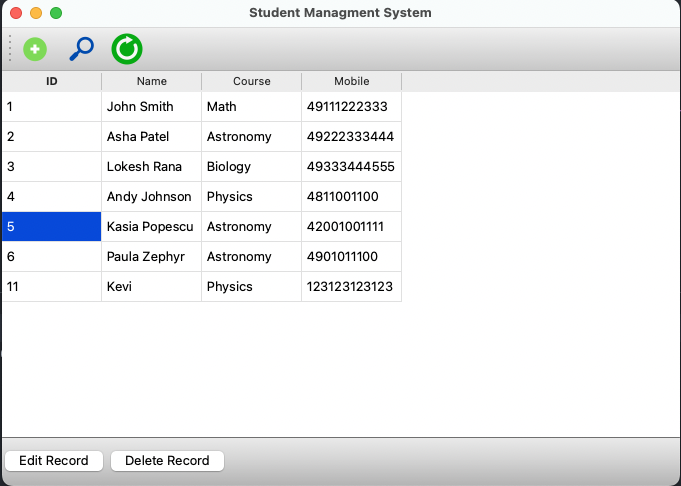 Student Managment System
ID Name Course Mobile
1 John Smith Math 49111222333
2 Asha Patel Astronomy 49222333444
3 Lokesh Rana Biology 49333444555
4 Andy Johnson Physics 4811001100
5 Kasia Popescu Astronomy 42001001111
6 Paula Zephyr Astronomy 4901011100
11 Kevi Physics 123123123123
Edit Record Delete Record